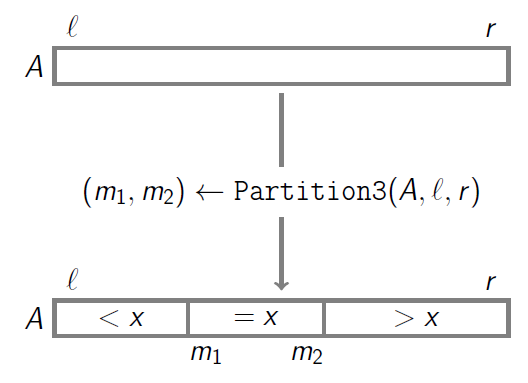 ℓ r
A
(m₁, m₂) ← Partition3(A, ℓ, r)
ℓ r
A < x = x > x
m₁ m₂